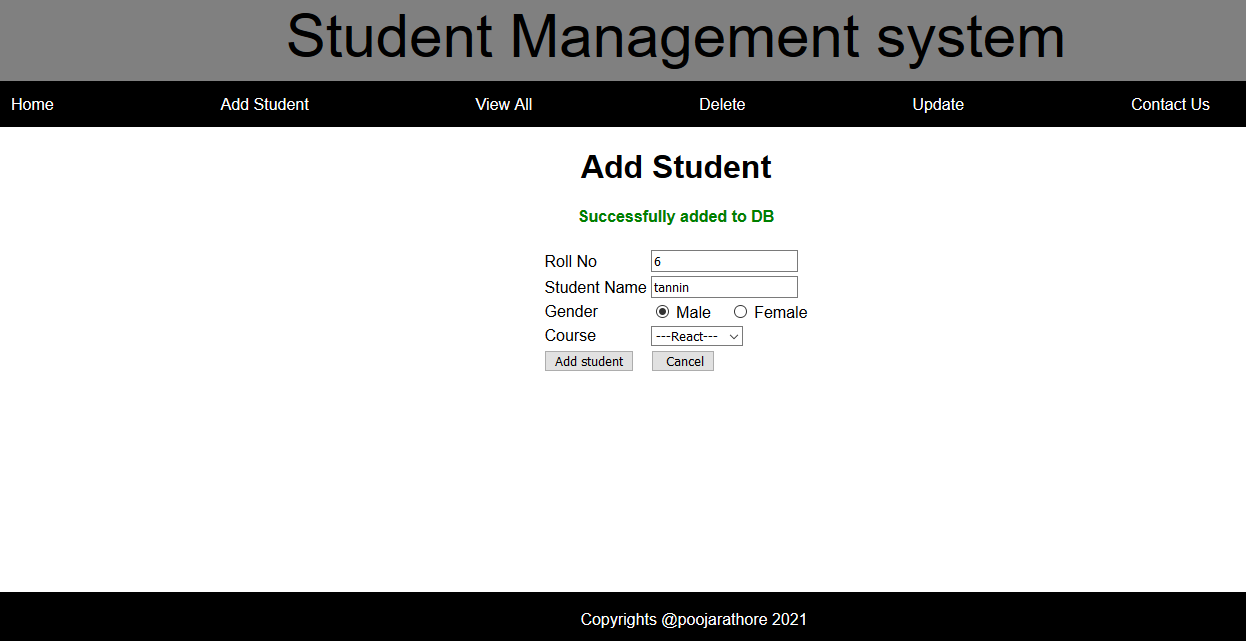 Student Management system
Home Add Student View All Delete Update Contact Us
Add Student
Successfully added to DB
Roll No 6
Student Name tannin
Gender Male Female
Course ---React---
Add student Cancel
Copyrights @poojarathore 2021